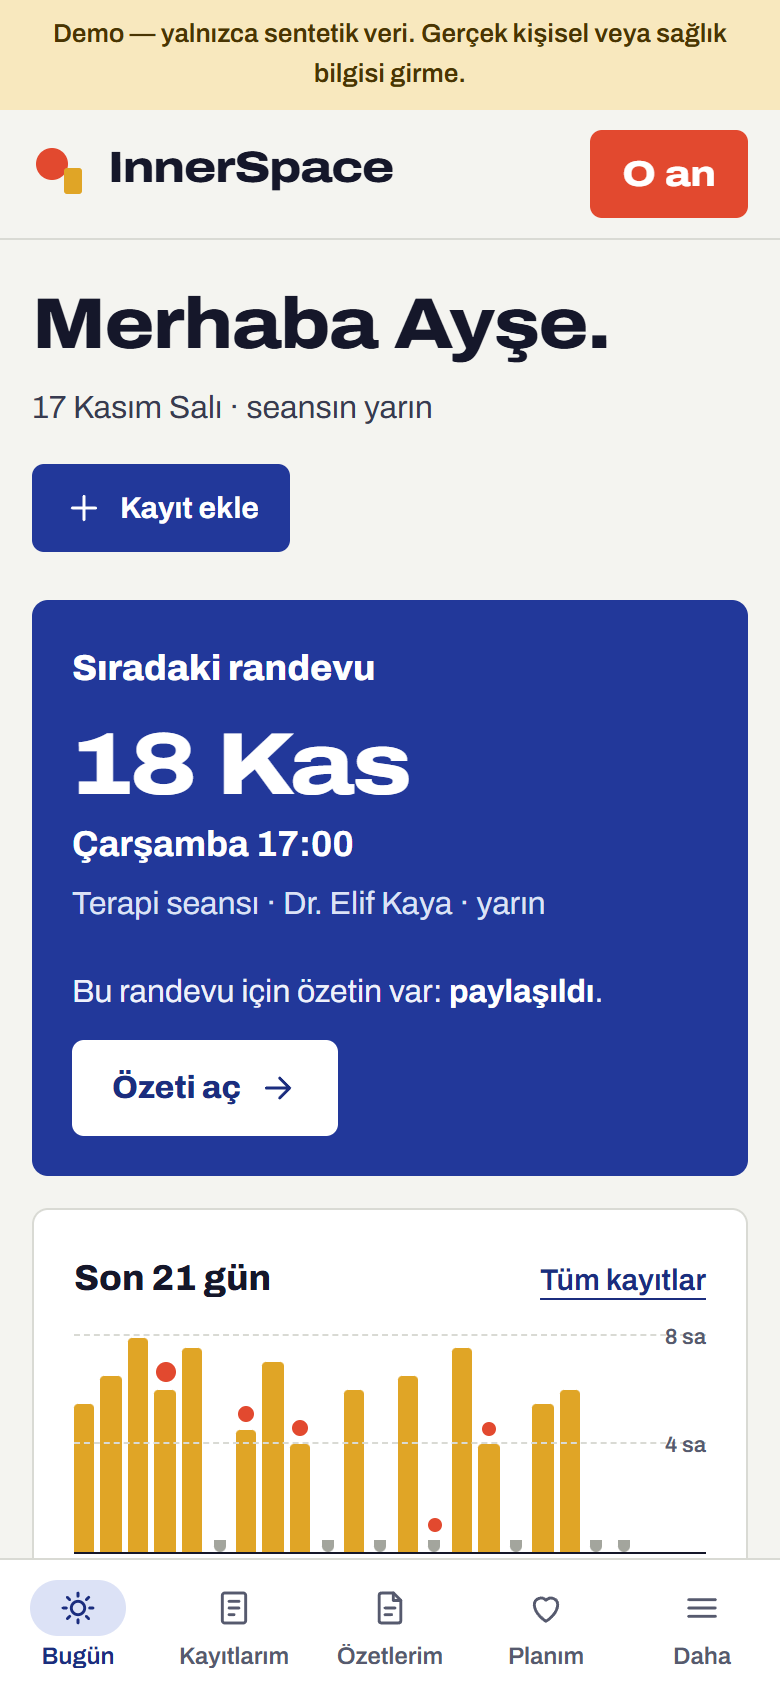 Demo — yalnızca sentetik veri. Gerçek kişisel veya sağlık
bilgisi girme.
InnerSpace
O an
Merhaba Ayşe.
17 Kasım Salı · seansın yarın
Kayıt ekle
Sıradaki randevu
18 Kas
Çarşamba 17:00
Terapi seansı · Dr. Elif Kaya · yarın
Bu randevu için özetin var: paylaşıldı.
Özeti aç
Son 21 gün
Tüm kayıtlar
8 sa
4 sa
Bugün
Kayıtlarım
Özetlerim
Planım
Daha